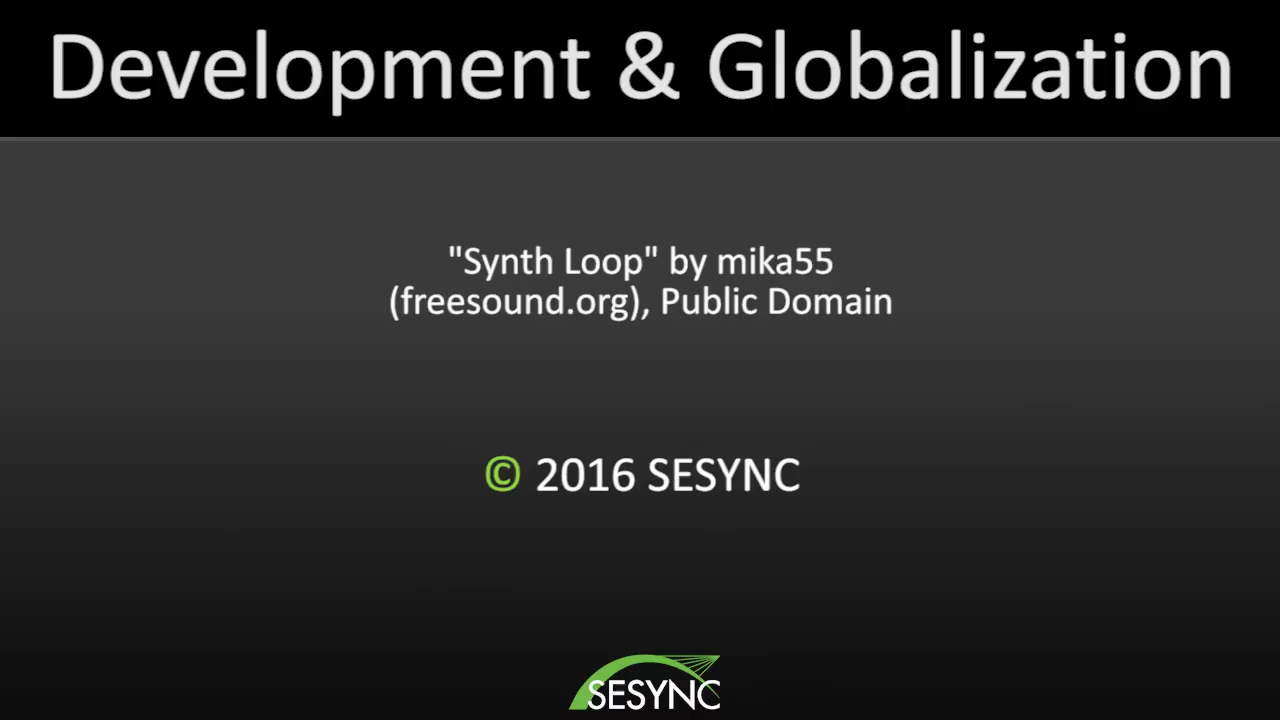 Development & Globalization
"Synth Loop" by mika55
(freesound.org), Public Domain
© 2016 SESYNC
SESYNC